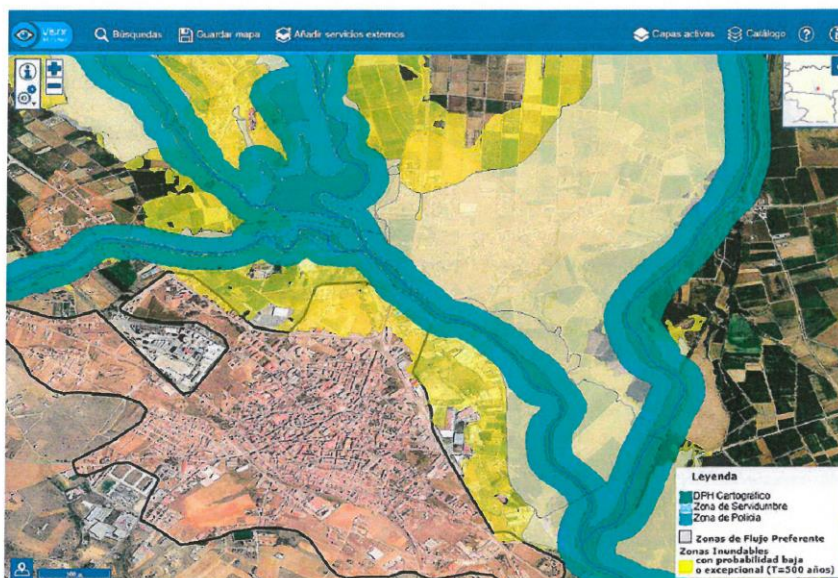 Búsquedas
Guardar mapa
Añadir servicios externos
Capas activas
Catálogo
Leyenda
DPH Cartográfico
Zona de Servidumbre
Zona de Policía
Zonas de Flujo Preferente
Zonas Inundables
con probabilidad baja
o excepcional (T=500 años)